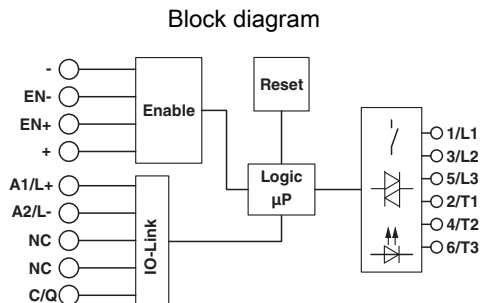 Block diagram
-
EN-
EN+
+
Enable
Reset
A1/L+
A2/L-
NC
NC
C/Q
IO-Link
Logic
µP
1/L1
3/L2
5/L3
2/T1
4/T2
6/T3